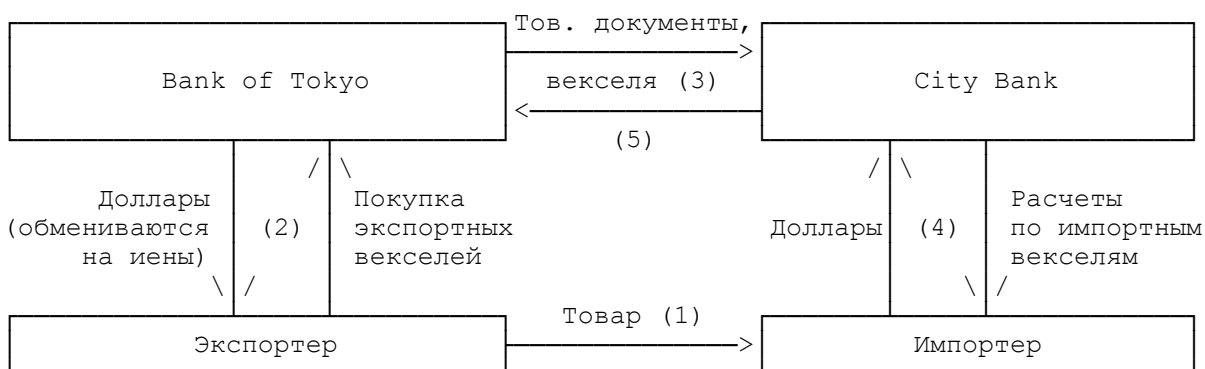 Тов. документы,
Bank of Tokyo
векселя (3)
City Bank
(5)
Доллары
(обмениваются
на иены)
(2)
Покупка
экспортных
векселей
Доллары
(4)
Расчеты
по импортным
векселям
Товар (1)
Экспортер
Импортер